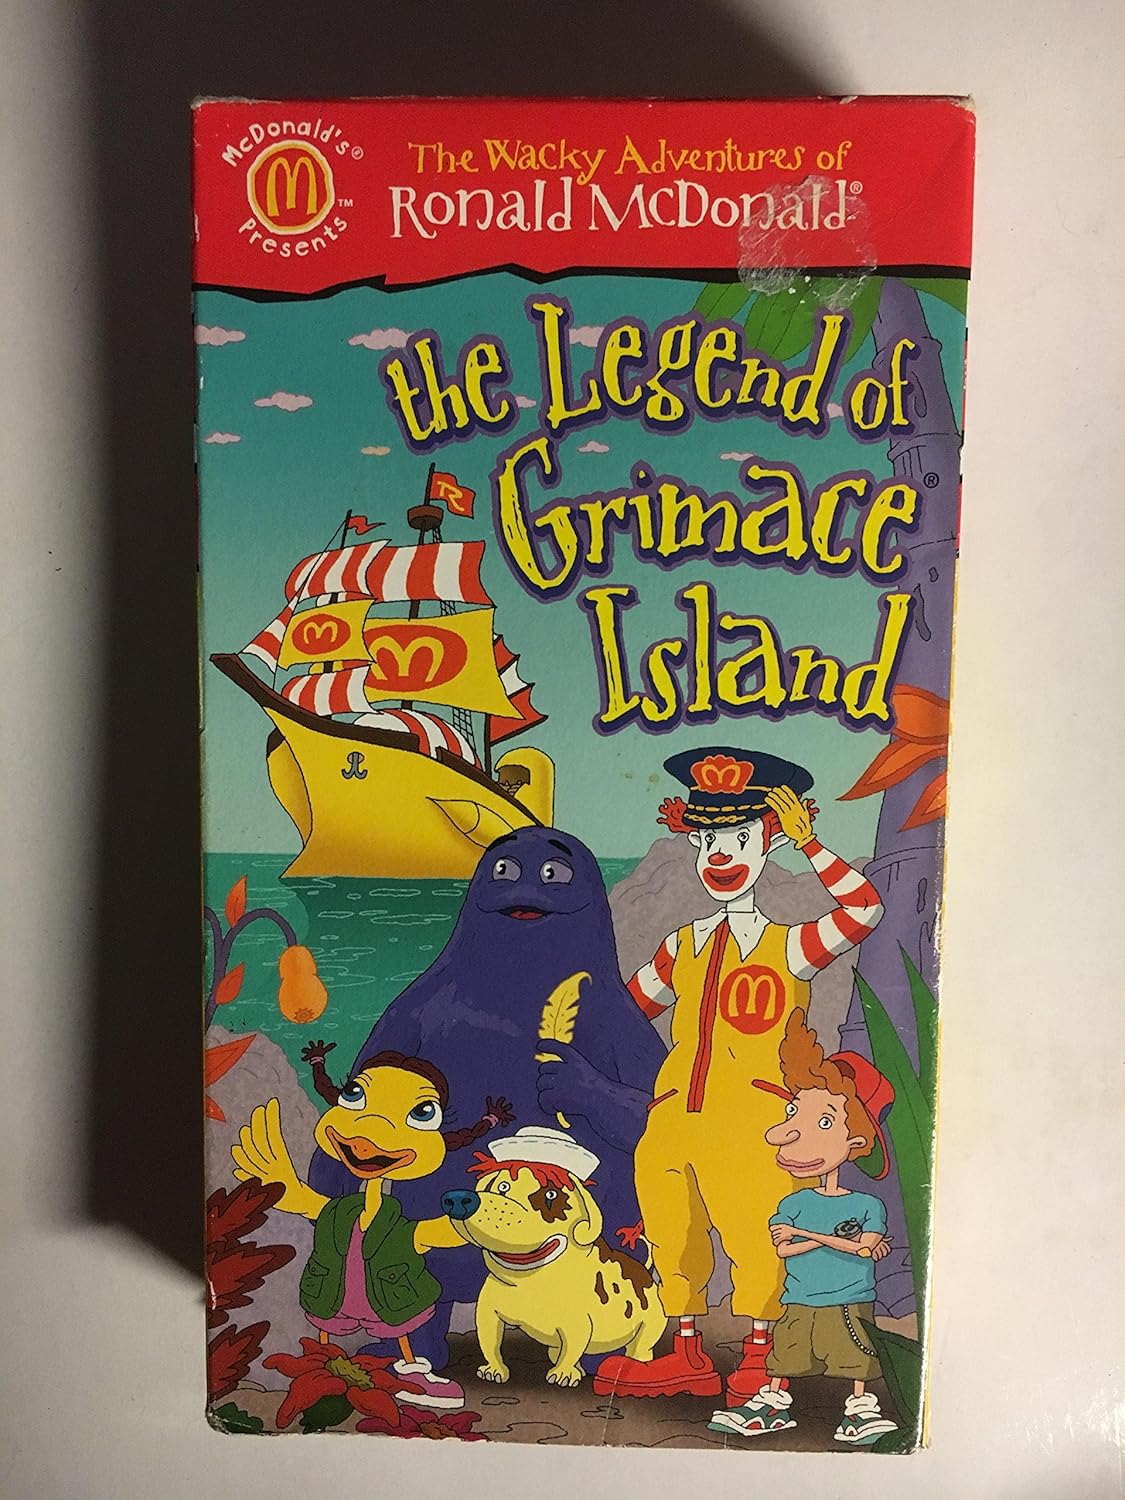 McDonald's®
Presents™
The Wacky Adventures of
Ronald McDonald®
the Legend of
Grimace®
Island